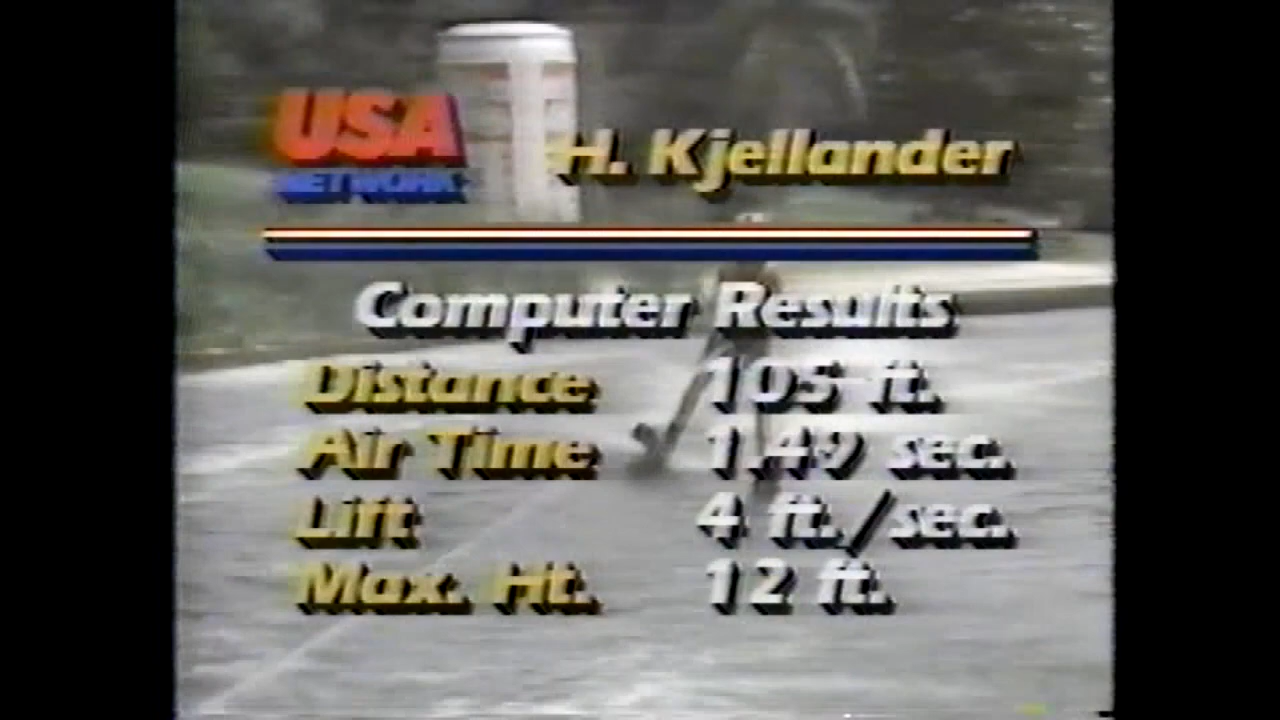 USA
NETWORK
H. Kjellander
Computer Results
Distance 105 ft.
Air Time 1.49 sec.
Lift 4 ft./sec.
Max. Ht. 12 ft.